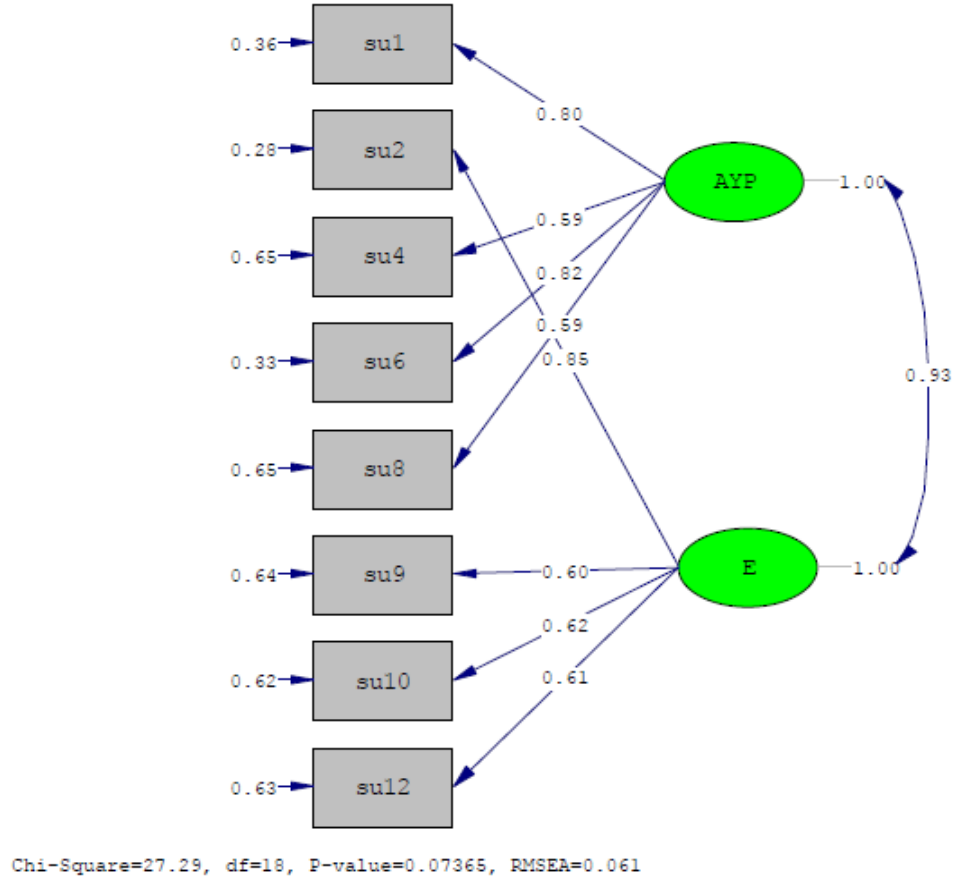 0.36 su1
0.80
0.28 su2
AYP 1.00
0.59
0.65 su4
0.82
0.59
0.85
0.33 su6
0.93
0.65 su8
0.64 su9 0.60 E 1.00
0.62
0.62 su10
0.61
0.63 su12
Chi-Square=27.29, df=18, P-value=0.07365, RMSEA=0.061